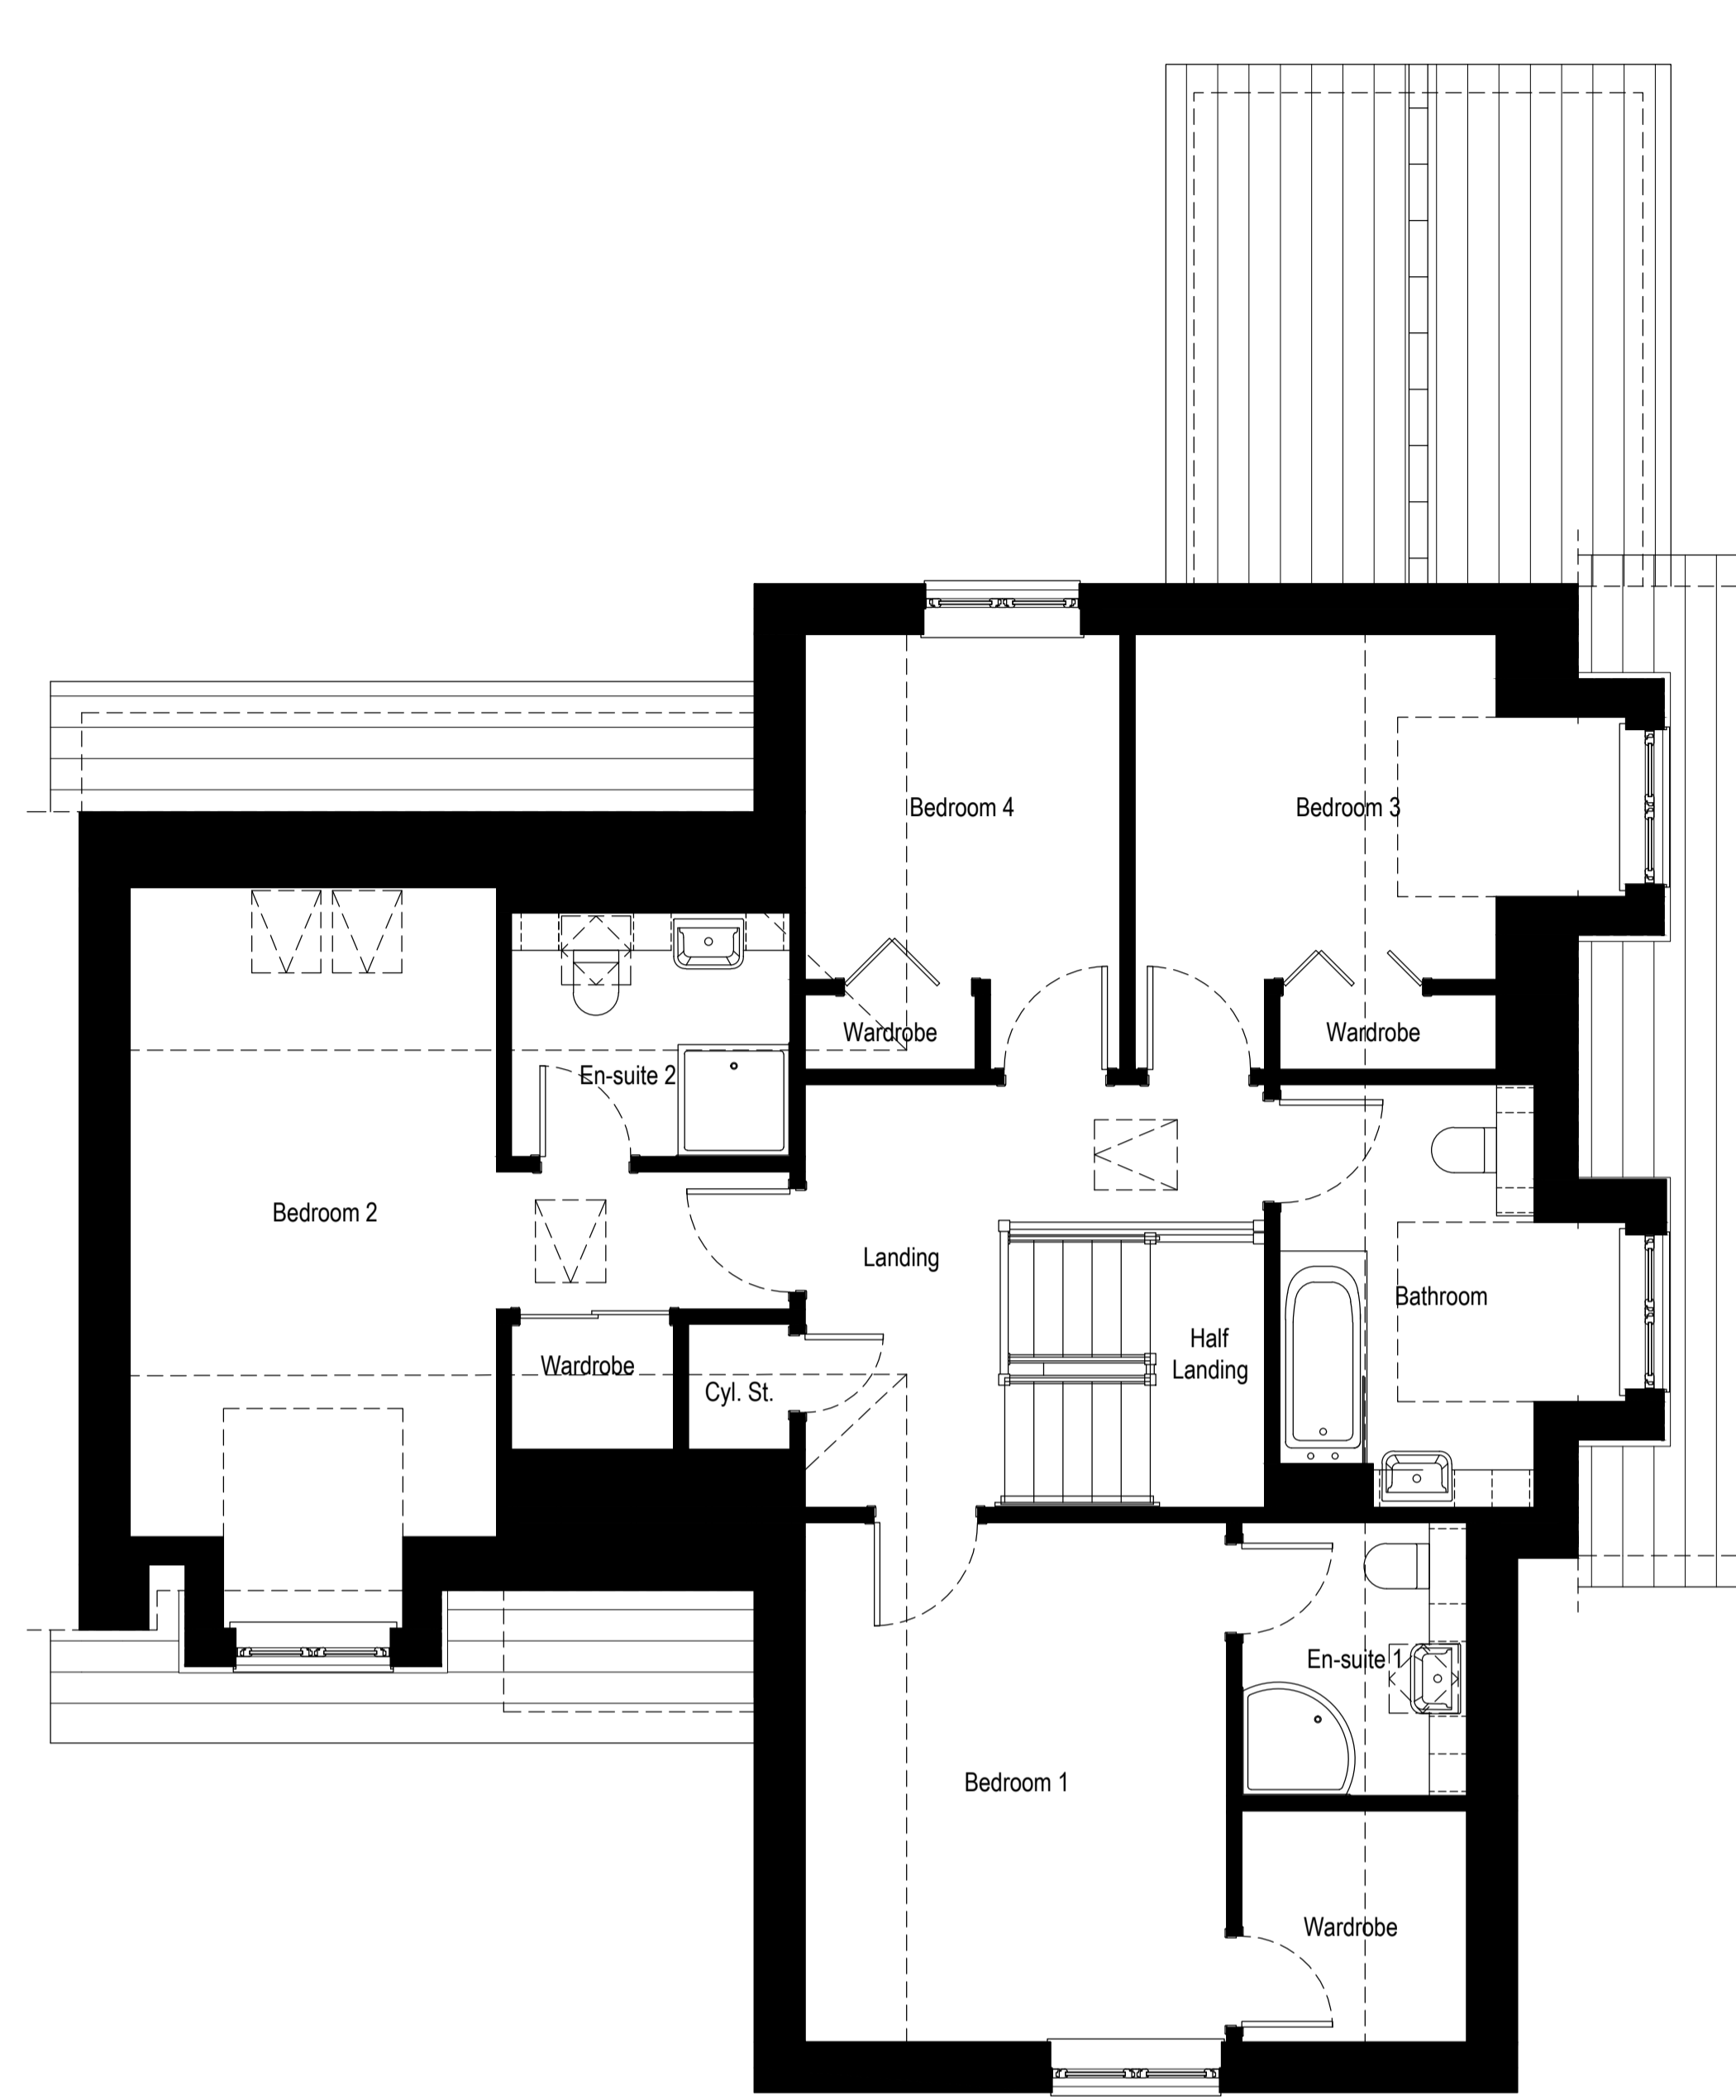 Bedroom 4
Bedroom 3
Wardrobe
Wardrobe
En-suite 2
Bedroom 2
Landing
Bathroom
Half
Landing
Wardrobe
Cyl. St.
En-suite 1
Bedroom 1
Wardrobe